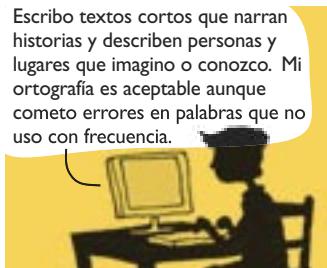 Escribo textos cortos que narran
historias y describen personas y
lugares que imagino o conozco.  Mi
ortografía es aceptable aunque
cometo errores en palabras que no
uso con frecuencia.